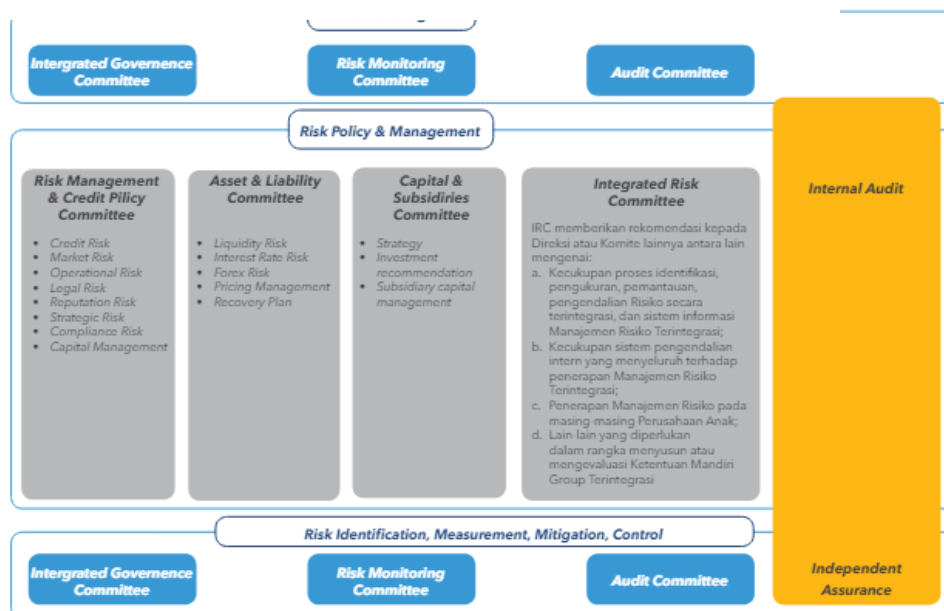 Intergrated Governence
Committee
Risk Monitoring
Committee
Audit Committee
Risk Policy & Management
Risk Management
& Credit Pilicy
Committee
• Credit Risk
• Market Risk
• Operational Risk
• Legal Risk
• Reputation Risk
• Strategic Risk
• Compliance Risk
• Capital Management
Asset & Liability
Committee
• Liquidity Risk
• Interest Rate Risk
• Forex Risk
• Pricing Management
• Recovery Plan
Capital &
Subsidiries
Committee
• Strategy
• Investment
recommendation
• Subsidiary capital
management
Integrated Risk
Committee
IRC memberikan rekomendasi kepada
Direksi atau Komite lainnya antara lain
mengenai:
a. Kecukupan proses identifikasi,
pengukuran, pemantauan,
pengendalian Risiko secara
terintegrasi, dan sistem informasi
Manajemen Risiko Terintegrasi;
b. Kecukupan sistem pengendalian
intern yang menyeluruh terhadap
penerapan Manajemen Risiko
Terintegrasi;
c. Penerapan Manajemen Risiko pada
masing-masing Perusahaan Anak;
d. Lain-lain yang diperlukan
dalam rangka menyusun atau
mengevaluasi Ketentuan Mandiri
Group Terintegrasi
Internal Audit
Risk Identification, Measurement, Mitigation, Control
Intergrated Governence
Committee
Risk Monitoring
Committee
Audit Committee
Independent
Assurance